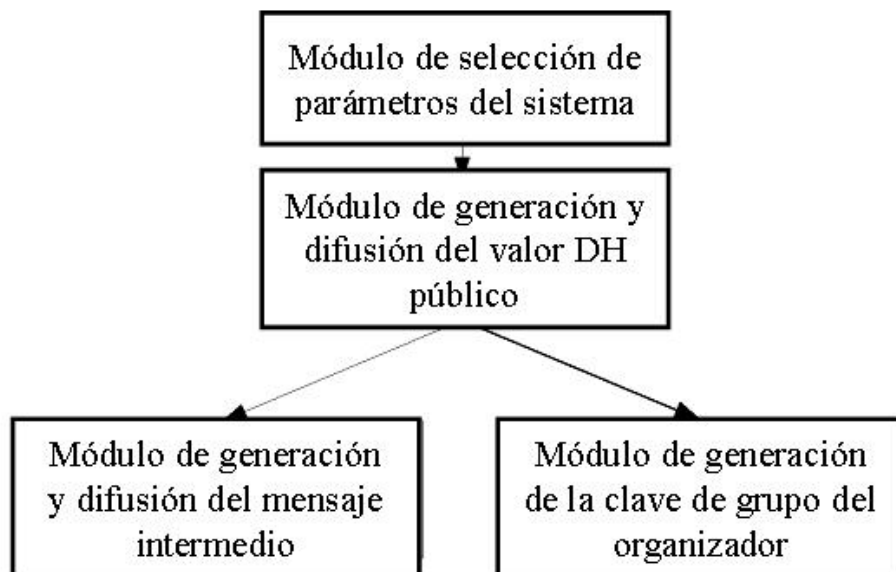 Módulo de selección de
parámetros del sistema
Módulo de generación y
difusión del valor DH
público
Módulo de generación
y difusión del mensaje
intermedio
Módulo de generación
de la clave de grupo del
organizador